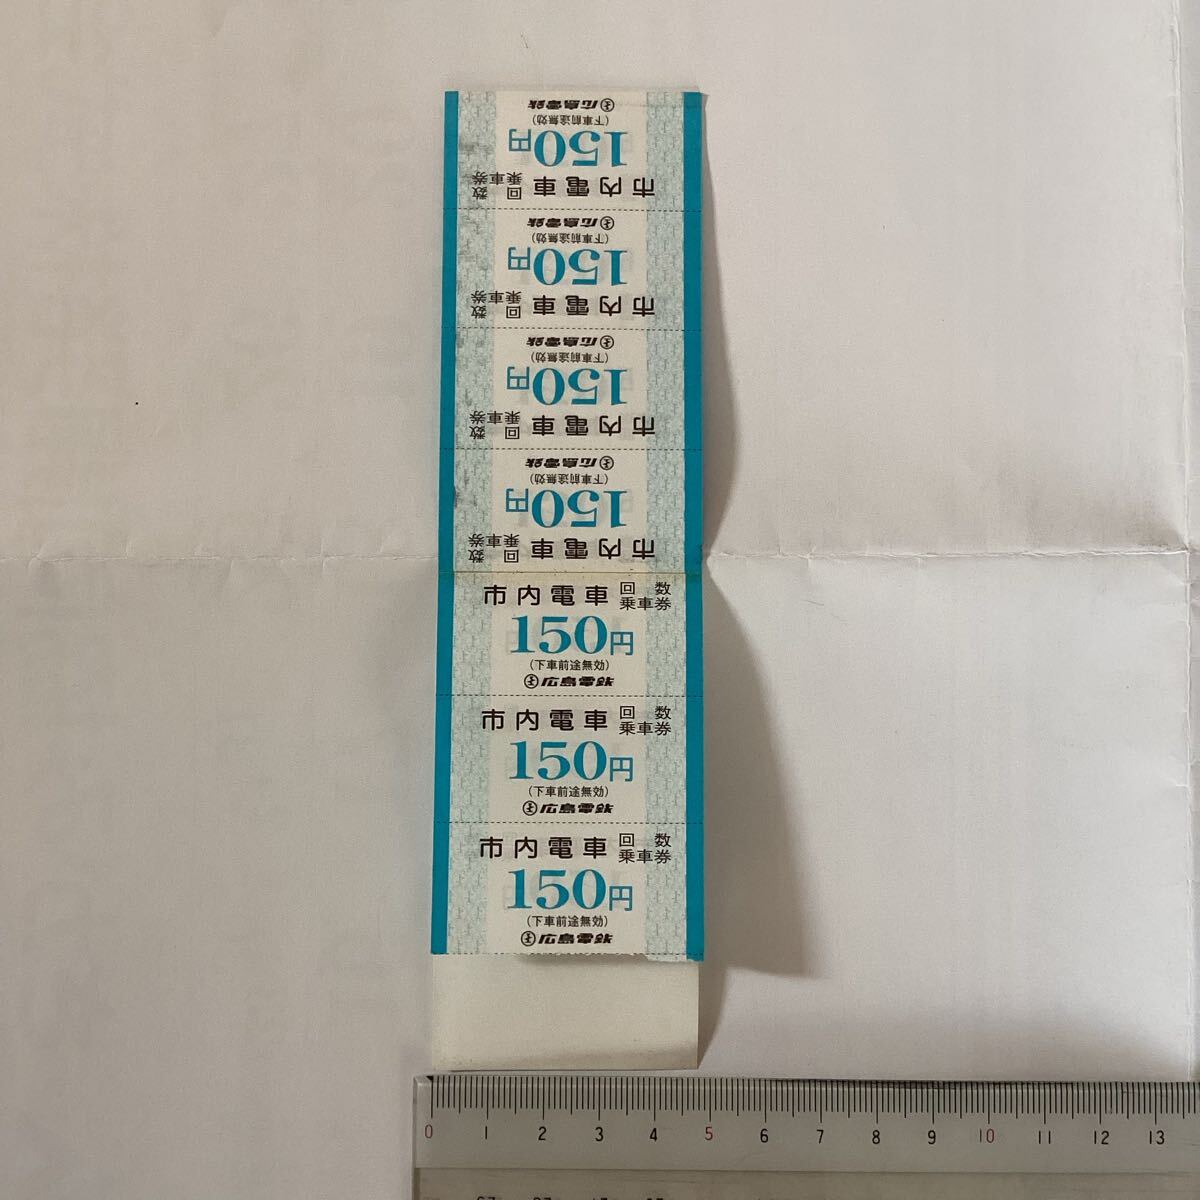 広島電鉄
(下車前途無効)
150円
市内電車 回数乗車券
広島電鉄
(下車前途無効)
150円
市内電車 回数乗車券
広島電鉄
(下車前途無効)
150円
市内電車 回数乗車券
広島電鉄
(下車前途無効)
150円
市内電車 回数乗車券
市内電車 回数乗車券
150円
(下車前途無効)
広島電鉄
市内電車 回数乗車券
150円
(下車前途無効)
広島電鉄
市内電車 回数乗車券
150円
(下車前途無効)
広島電鉄
0 1 2 3 4 5 6 7 8 9 10 11 12 13